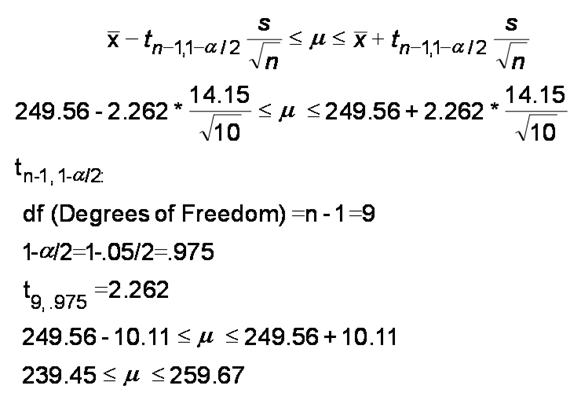 x̄ - t_{n-1,1-α/2} s/√n ≤ μ ≤ x̄ + t_{n-1,1-α/2} s/√n
249.56 - 2.262 * 14.15/√10 ≤ μ ≤ 249.56 + 2.262 * 14.15/√10
t_{n-1, 1-α/2:}
df (Degrees of Freedom) =n - 1=9
1-α/2=1-.05/2=.975
t_{9, .975} =2.262
249.56 - 10.11 ≤ μ ≤ 249.56 + 10.11
239.45 ≤ μ ≤ 259.67